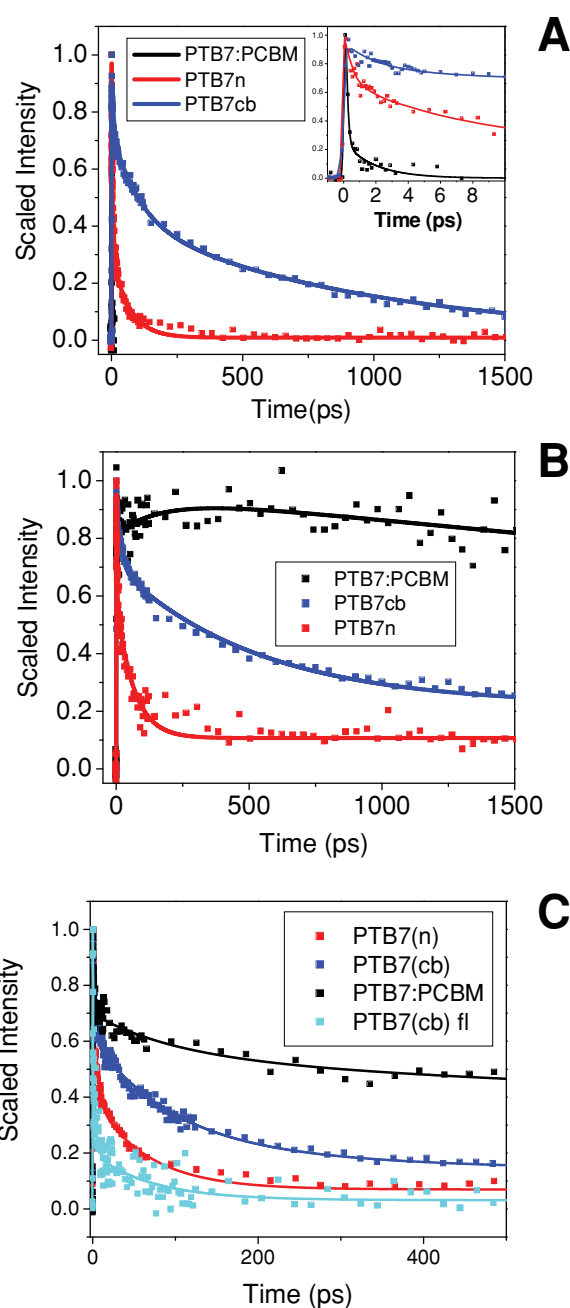 A
PTB7:PCBM
PTB7n
PTB7cb
Scaled Intensity
1.0
0.8
0.6
0.4
0.2
0.0
0 500 1000 1500
Time(ps)
1.0
0.8
0.6
0.4
0.2
0.0
0 2 4 6 8
Time (ps)
B
PTB7:PCBM
PTB7cb
PTB7n
Scaled Intensity
1.0
0.8
0.6
0.4
0.2
0.0
0 500 1000 1500
Time (ps)
C
PTB7(n)
PTB7(cb)
PTB7:PCBM
PTB7(cb) fl
Scaled Intensity
1.0
0.8
0.6
0.4
0.2
0.0
0 200 400
Time (ps)